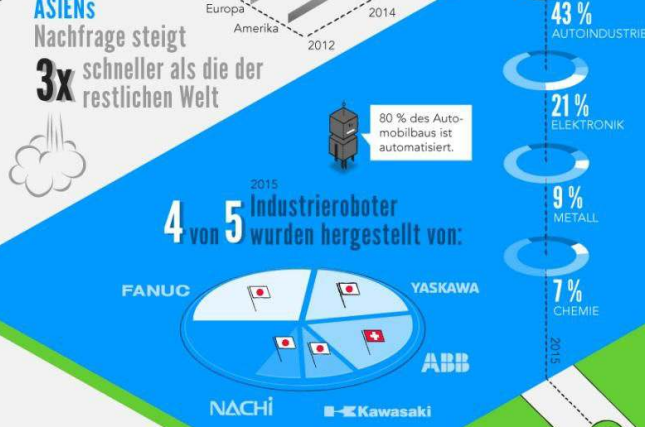 ASIENs
Nachfrage steigt
3x schneller als die der
restlichen Welt
Europa
Amerika
2012
2014
43 %
AUTOINDUSTRIE
21 %
ELEKTRONIK
9 %
METALL
7 %
CHEMIE
2015
80 % des Auto-
mobilbaus ist
automatisiert.
2015
4 von 5 Industrieroboter
wurden hergestellt von:
FANUC
YASKAWA
ABB
NACHi
Kawasaki